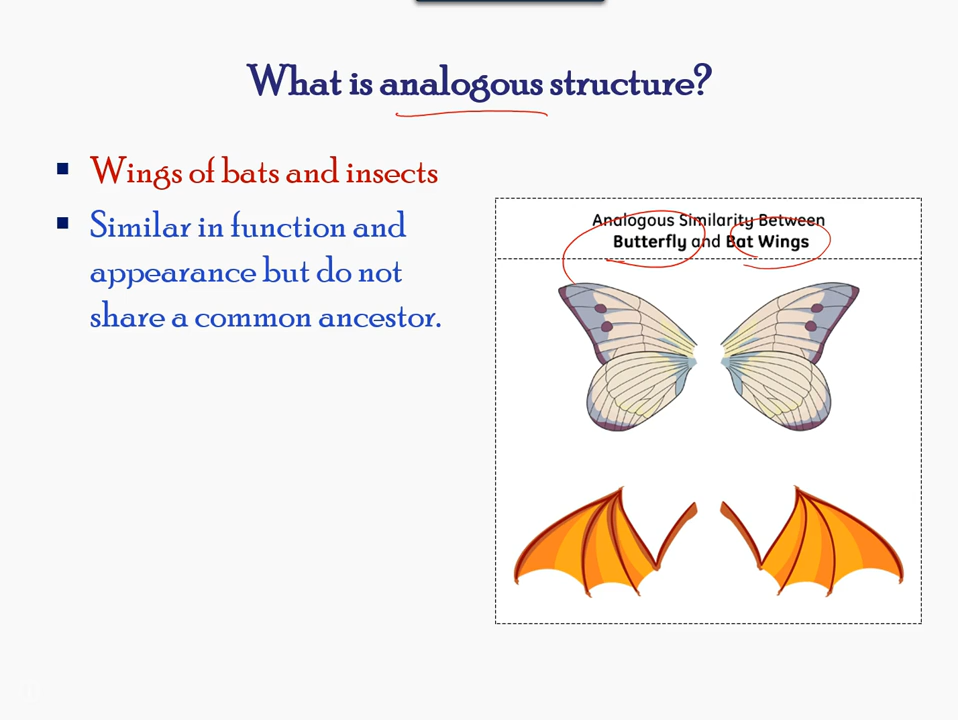 What is analogous structure?
▪ Wings of bats and insects
▪ Similar in function and
appearance but do not
share a common ancestor.
Analogous Similarity Between
Butterfly and Bat Wings